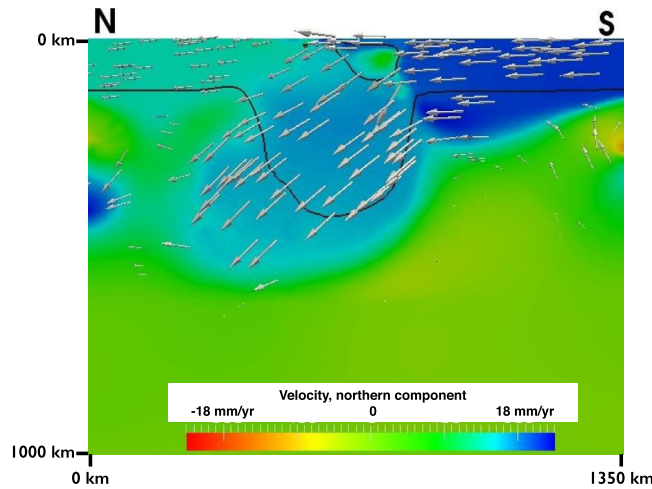 N S
0 km
Velocity, northern component
-18 mm/yr 0 18 mm/yr
1000 km
0 km 1350 km